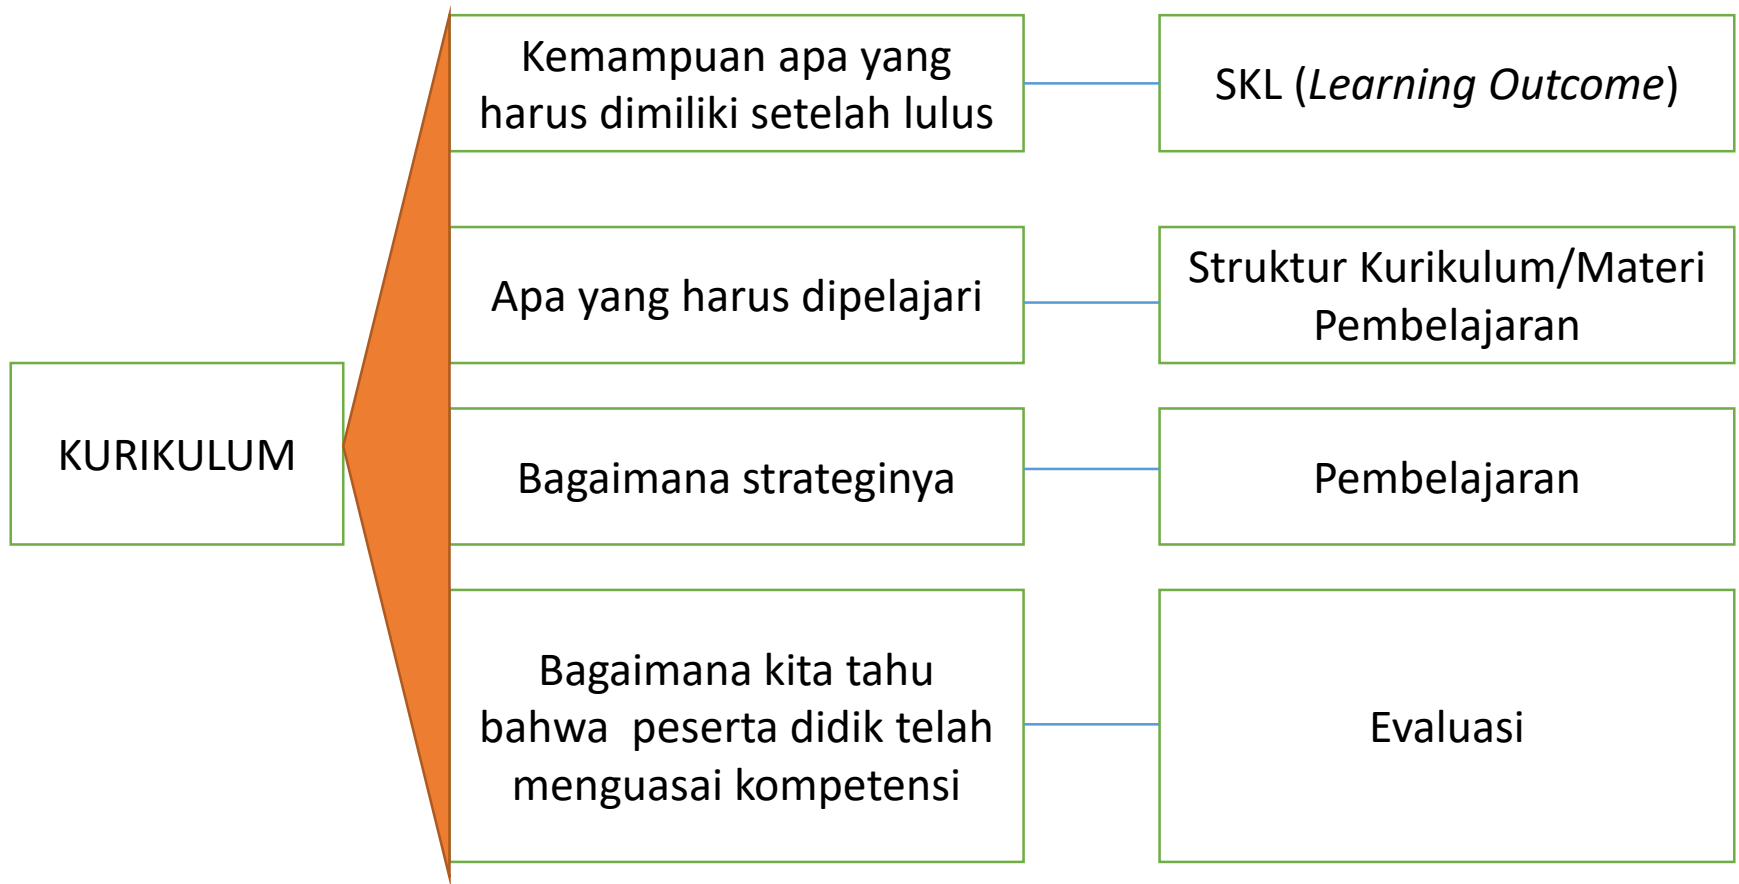 Kemampuan apa yang
harus dimiliki setelah lulus
SKL (Learning Outcome)
Apa yang harus dipelajari
Struktur Kurikulum/Materi
Pembelajaran
KURIKULUM
Bagaimana strateginya
Pembelajaran
Bagaimana kita tahu
bahwa  peserta didik telah
menguasai kompetensi
Evaluasi